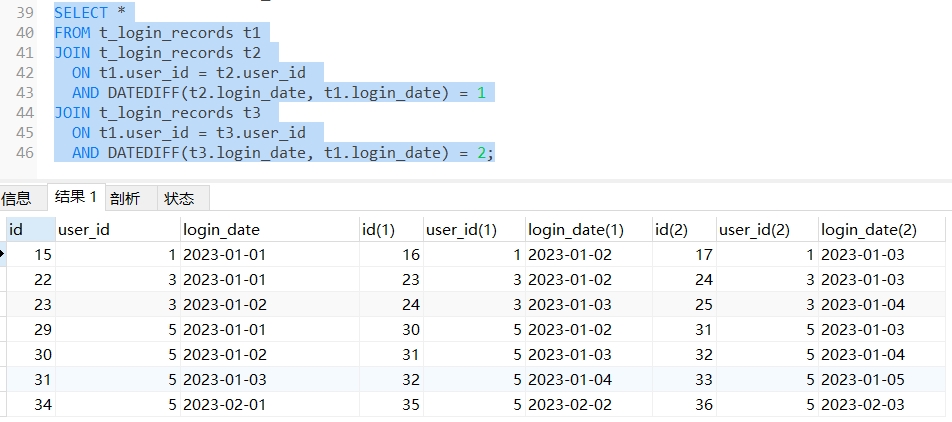 39 SELECT *
40 FROM t_login_records t1
41 JOIN t_login_records t2
42 ON t1.user_id = t2.user_id
43 AND DATEDIFF(t2.login_date, t1.login_date) = 1
44 JOIN t_login_records t3
45 ON t1.user_id = t3.user_id
46 AND DATEDIFF(t3.login_date, t1.login_date) = 2;
信息 结果 1 剖析 状态
id user_id login_date id(1) user_id(1) login_date(1) id(2) user_id(2) login_date(2)
15 1 2023-01-01 16 1 2023-01-02 17 1 2023-01-03
22 3 2023-01-01 23 3 2023-01-02 24 3 2023-01-03
23 3 2023-01-02 24 3 2023-01-03 25 3 2023-01-04
29 5 2023-01-01 30 5 2023-01-02 31 5 2023-01-03
30 5 2023-01-02 31 5 2023-01-03 32 5 2023-01-04
31 5 2023-01-03 32 5 2023-01-04 33 5 2023-01-05
34 5 2023-02-01 35 5 2023-02-02 36 5 2023-02-03